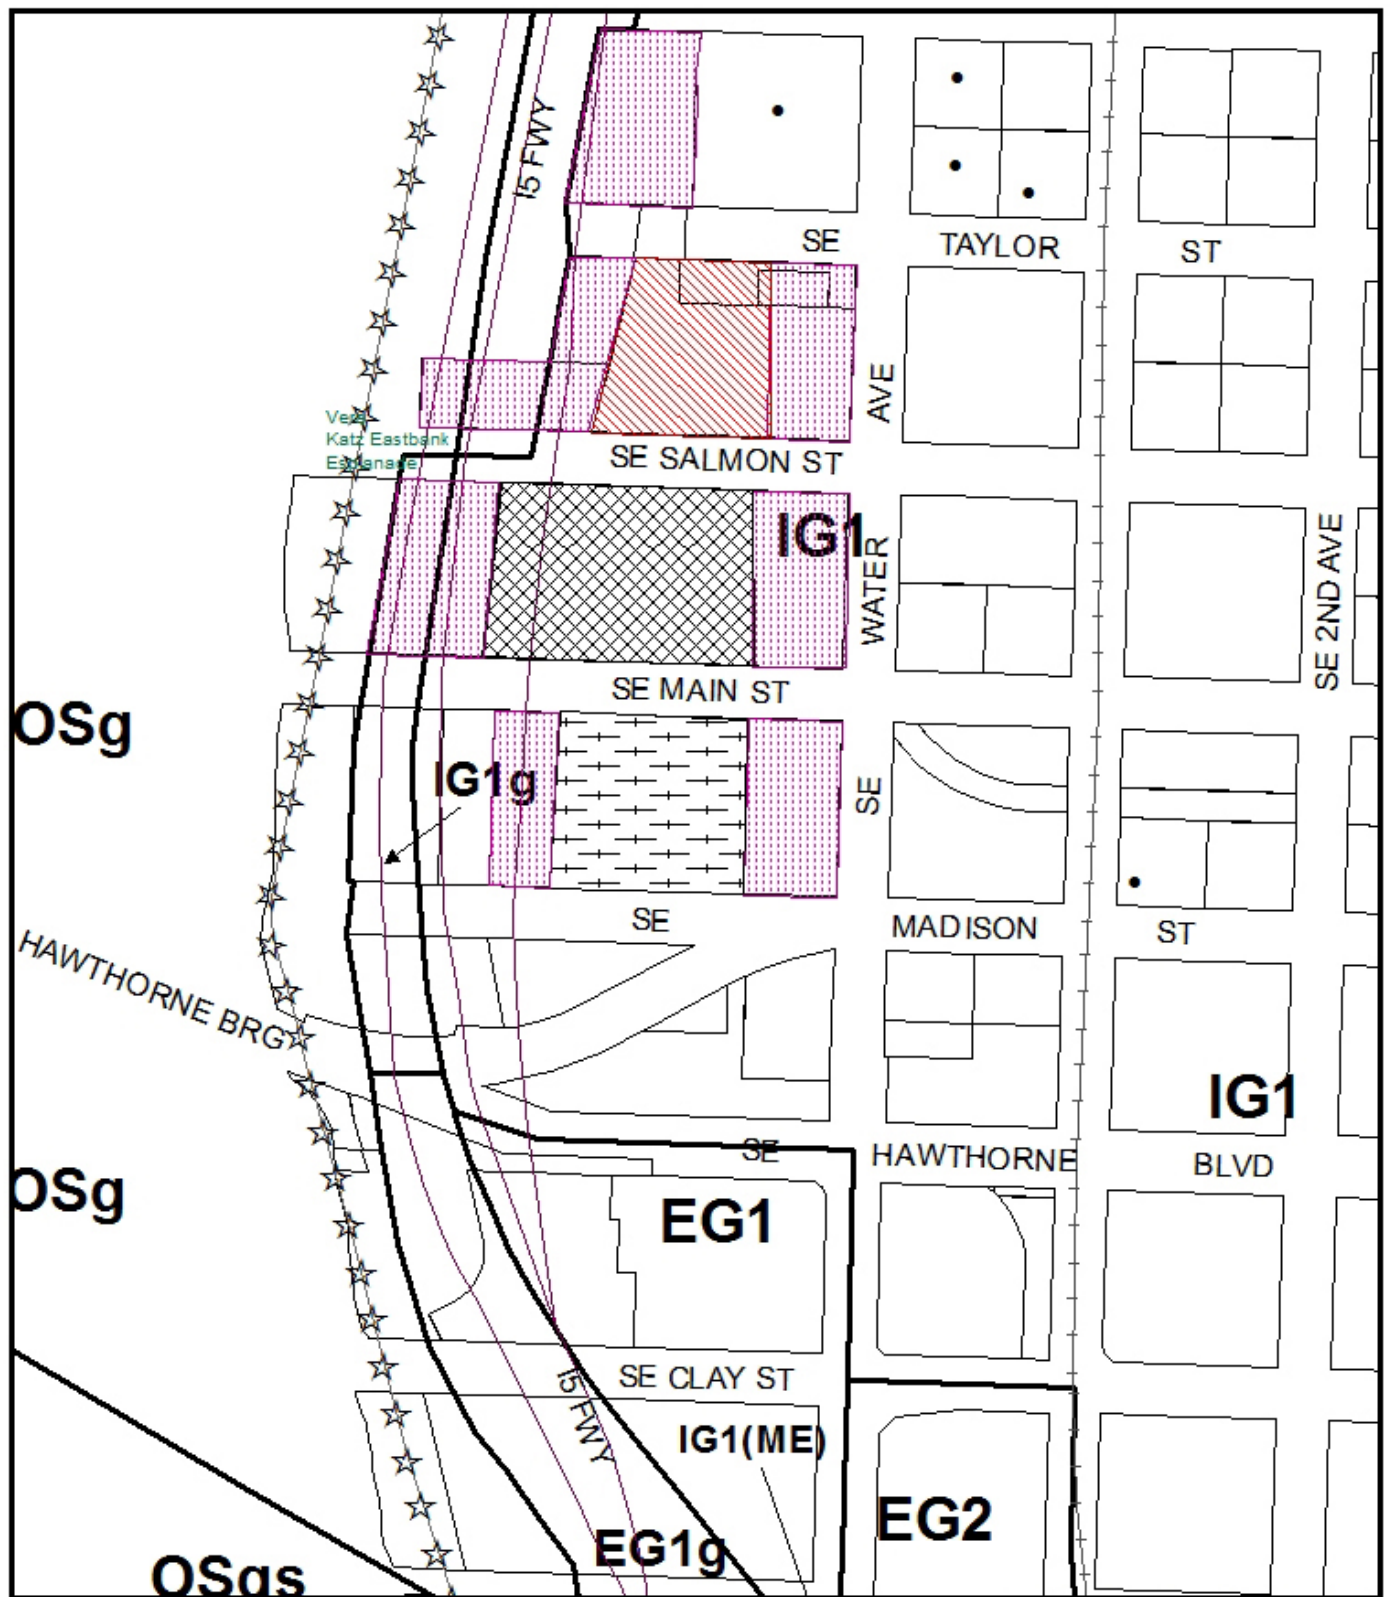 I5 FWY
SE TAYLOR ST
AVE
Vera
Katz Eastbank
Esplanade
SE SALMON ST
IG1
WATER
SE 2ND AVE
SE MAIN ST
OSg
IG1g
SE
SE MADISON ST
HAWTHORNE BRG
IG1
SE HAWTHORNE BLVD
OSg
EG1
SE CLAY ST
I5 FWY
IG1(ME)
EG2
EG1g
OSgs